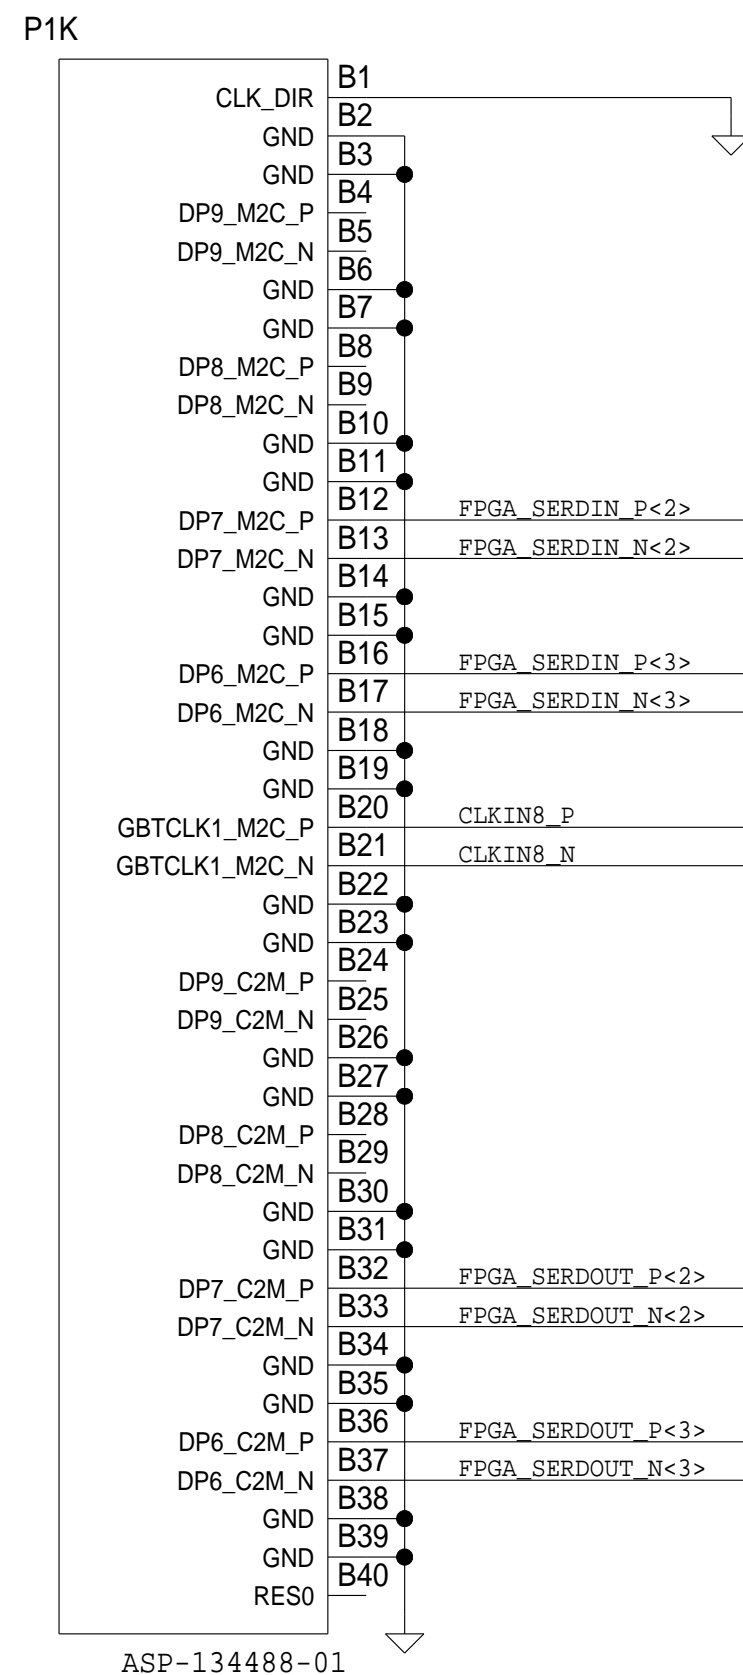 P1K
CLK_DIR B1
GND B2
GND B3
DP9_M2C_P B4
DP9_M2C_N B5
GND B6
GND B7
DP8_M2C_P B8
DP8_M2C_N B9
GND B10
GND B11
DP7_M2C_P B12 FPGA_SERDIN_P<2>
DP7_M2C_N B13 FPGA_SERDIN_N<2>
GND B14
GND B15
DP6_M2C_P B16 FPGA_SERDIN_P<3>
DP6_M2C_N B17 FPGA_SERDIN_N<3>
GND B18
GND B19
GBTCLK1_M2C_P B20 CLKIN8_P
GBTCLK1_M2C_N B21 CLKIN8_N
GND B22
GND B23
DP9_C2M_P B24
DP9_C2M_N B25
GND B26
GND B27
DP8_C2M_P B28
DP8_C2M_N B29
GND B30
GND B31
DP7_C2M_P B32 FPGA_SERDOUT_P<2>
DP7_C2M_N B33 FPGA_SERDOUT_N<2>
GND B34
GND B35
DP6_C2M_P B36 FPGA_SERDOUT_P<3>
DP6_C2M_N B37 FPGA_SERDOUT_N<3>
GND B38
GND B39
RES0 B40
ASP-134488-01